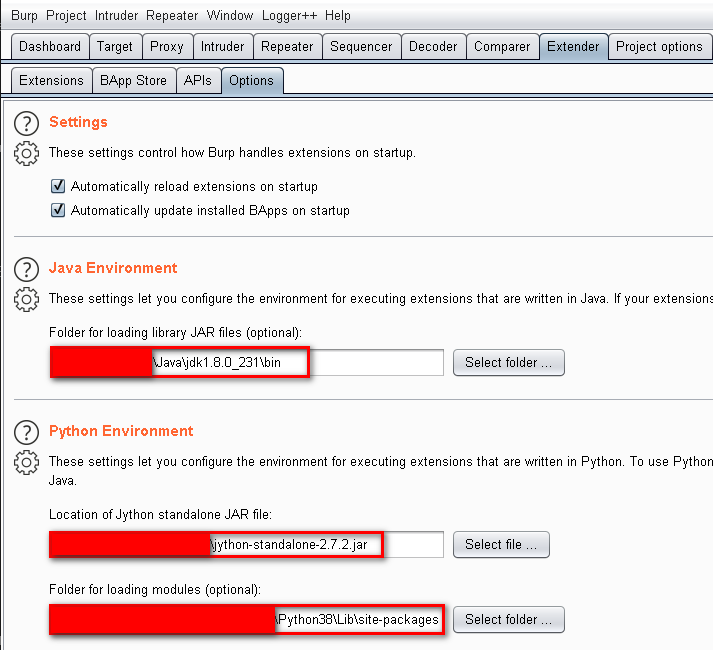 Burp Project Intruder Repeater Window Logger++ Help
Dashboard Target Proxy Intruder Repeater Sequencer Decoder Comparer Extender Project options
Extensions BApp Store APIs Options
? Settings
These settings control how Burp handles extensions on startup.
Automatically reload extensions on startup
Automatically update installed BApps on startup
? Java Environment
These settings let you configure the environment for executing extensions that are written in Java. If your extensions
Folder for loading library JAR files (optional):
\Java\jdk1.8.0_231\bin Select folder ...
? Python Environment
These settings let you configure the environment for executing extensions that are written in Python. To use Python
Java.
Location of Jython standalone JAR file:
\jython-standalone-2.7.2.jar Select file ...
Folder for loading modules (optional):
\Python38\Lib\site-packages Select folder ...